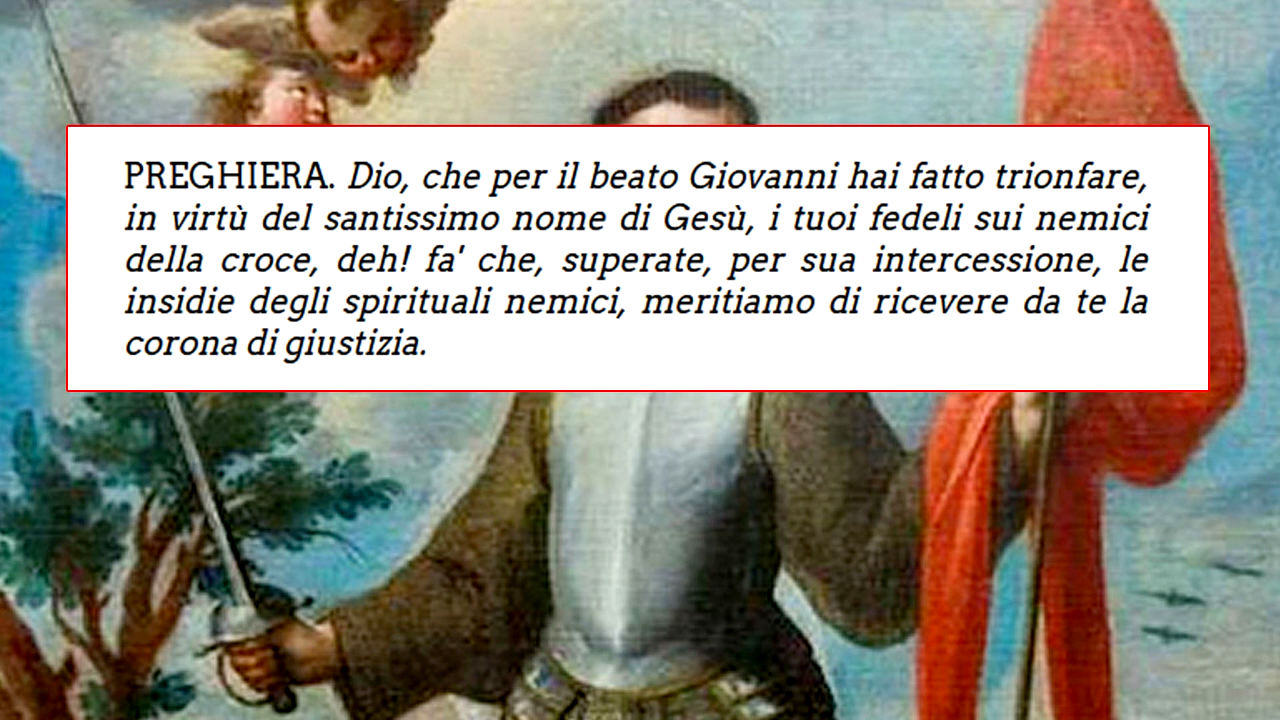 PREGHIERA. Dio, che per il beato Giovanni hai fatto trionfare,
in virtù del santissimo nome di Gesù, i tuoi fedeli sui nemici
della croce, deh! fa' che, superate, per sua intercessione, le
insidie degli spirituali nemici, meritiamo di ricevere da te la
corona di giustizia.